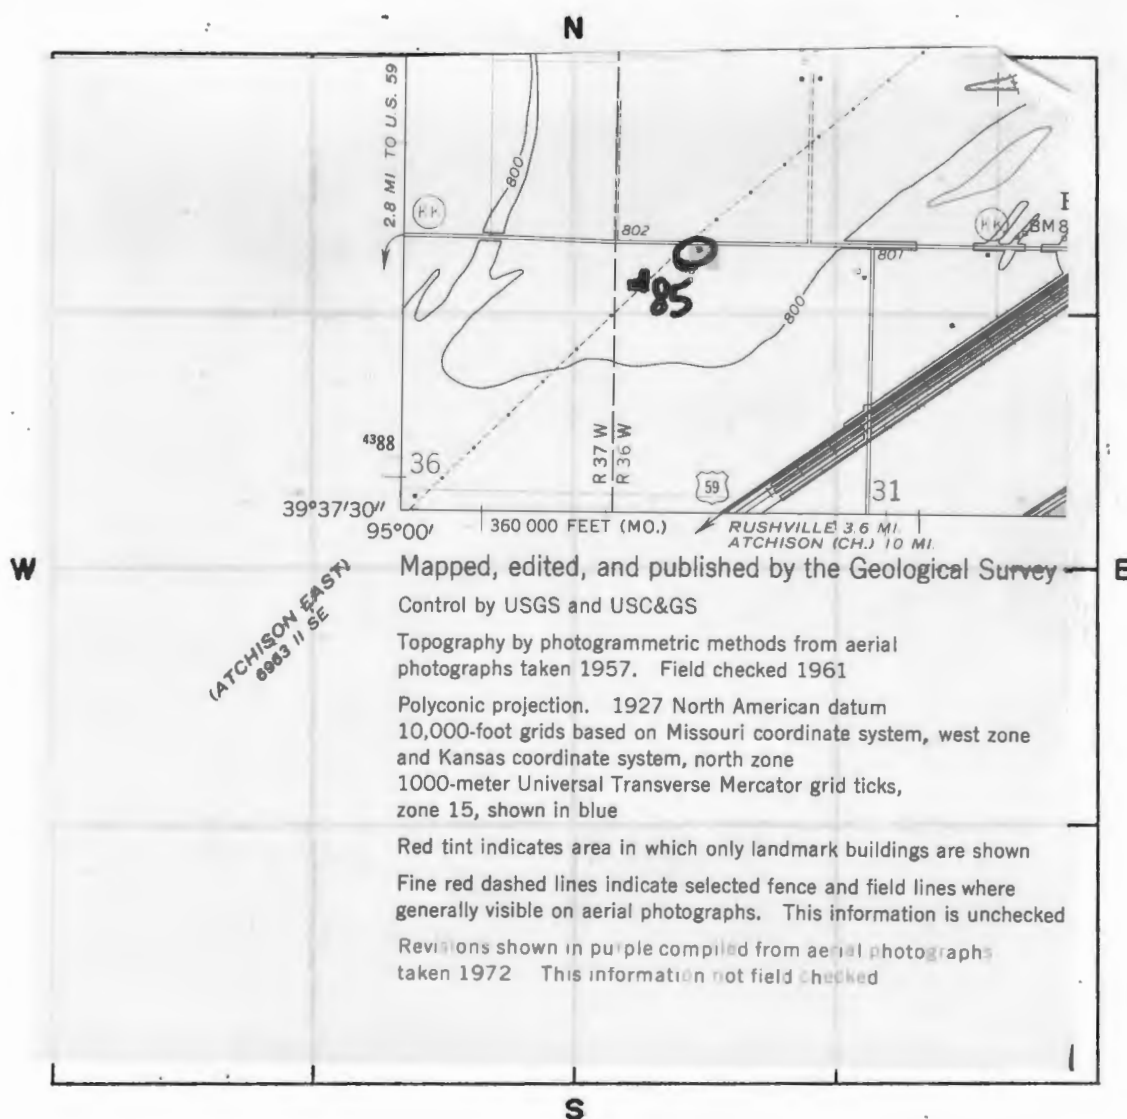 N
2.8 MI TO U.S. 59
800
KK
802
KK
BM 8
807
85
800
4388
36
R 37 W
R 36 W
59
31
39°37'30"
95°00'
360 000 FEET (MO.)
RUSHVILLE 3.6 MI.
ATCHISON (CH.) 10 MI.
W
E
(ATCHISON EAST)
6963 II SE
Mapped, edited, and published by the Geological Survey
Control by USGS and USC&GS
Topography by photogrammetric methods from aerial
photographs taken 1957. Field checked 1961
Polyconic projection. 1927 North American datum
10,000-foot grids based on Missouri coordinate system, west zone
and Kansas coordinate system, north zone
1000-meter Universal Transverse Mercator grid ticks,
zone 15, shown in blue
Red tint indicates area in which only landmark buildings are shown
Fine red dashed lines indicate selected fence and field lines where
generally visible on aerial photographs. This information is unchecked
Revisions shown in purple compiled from aerial photographs
taken 1972 This information not field checked
S